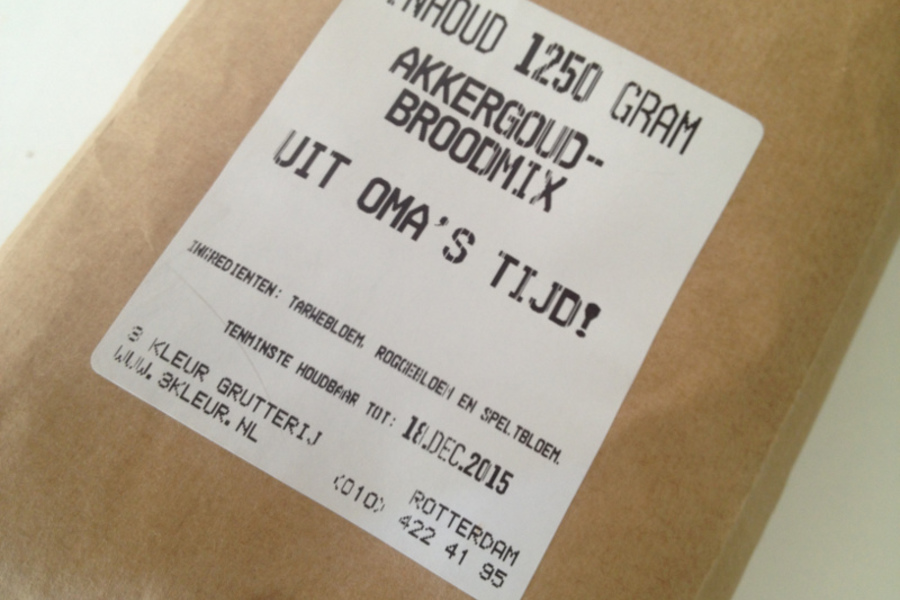 INHOUD 1250 GRAM
AKKERGOUD-
BROODMIX
UIT OMA'S TIJD!
INGREDIENTEN: TARWEBLOEM, ROGGEBLOEM EN SPELTBLOEM.
TENMINSTE HOUDBAAR TOT: 18.DEC.2015
3 KLEUR GRUTTERIJ ROTTERDAM
WWW.3KLEUR.NL (010) 422 41 95